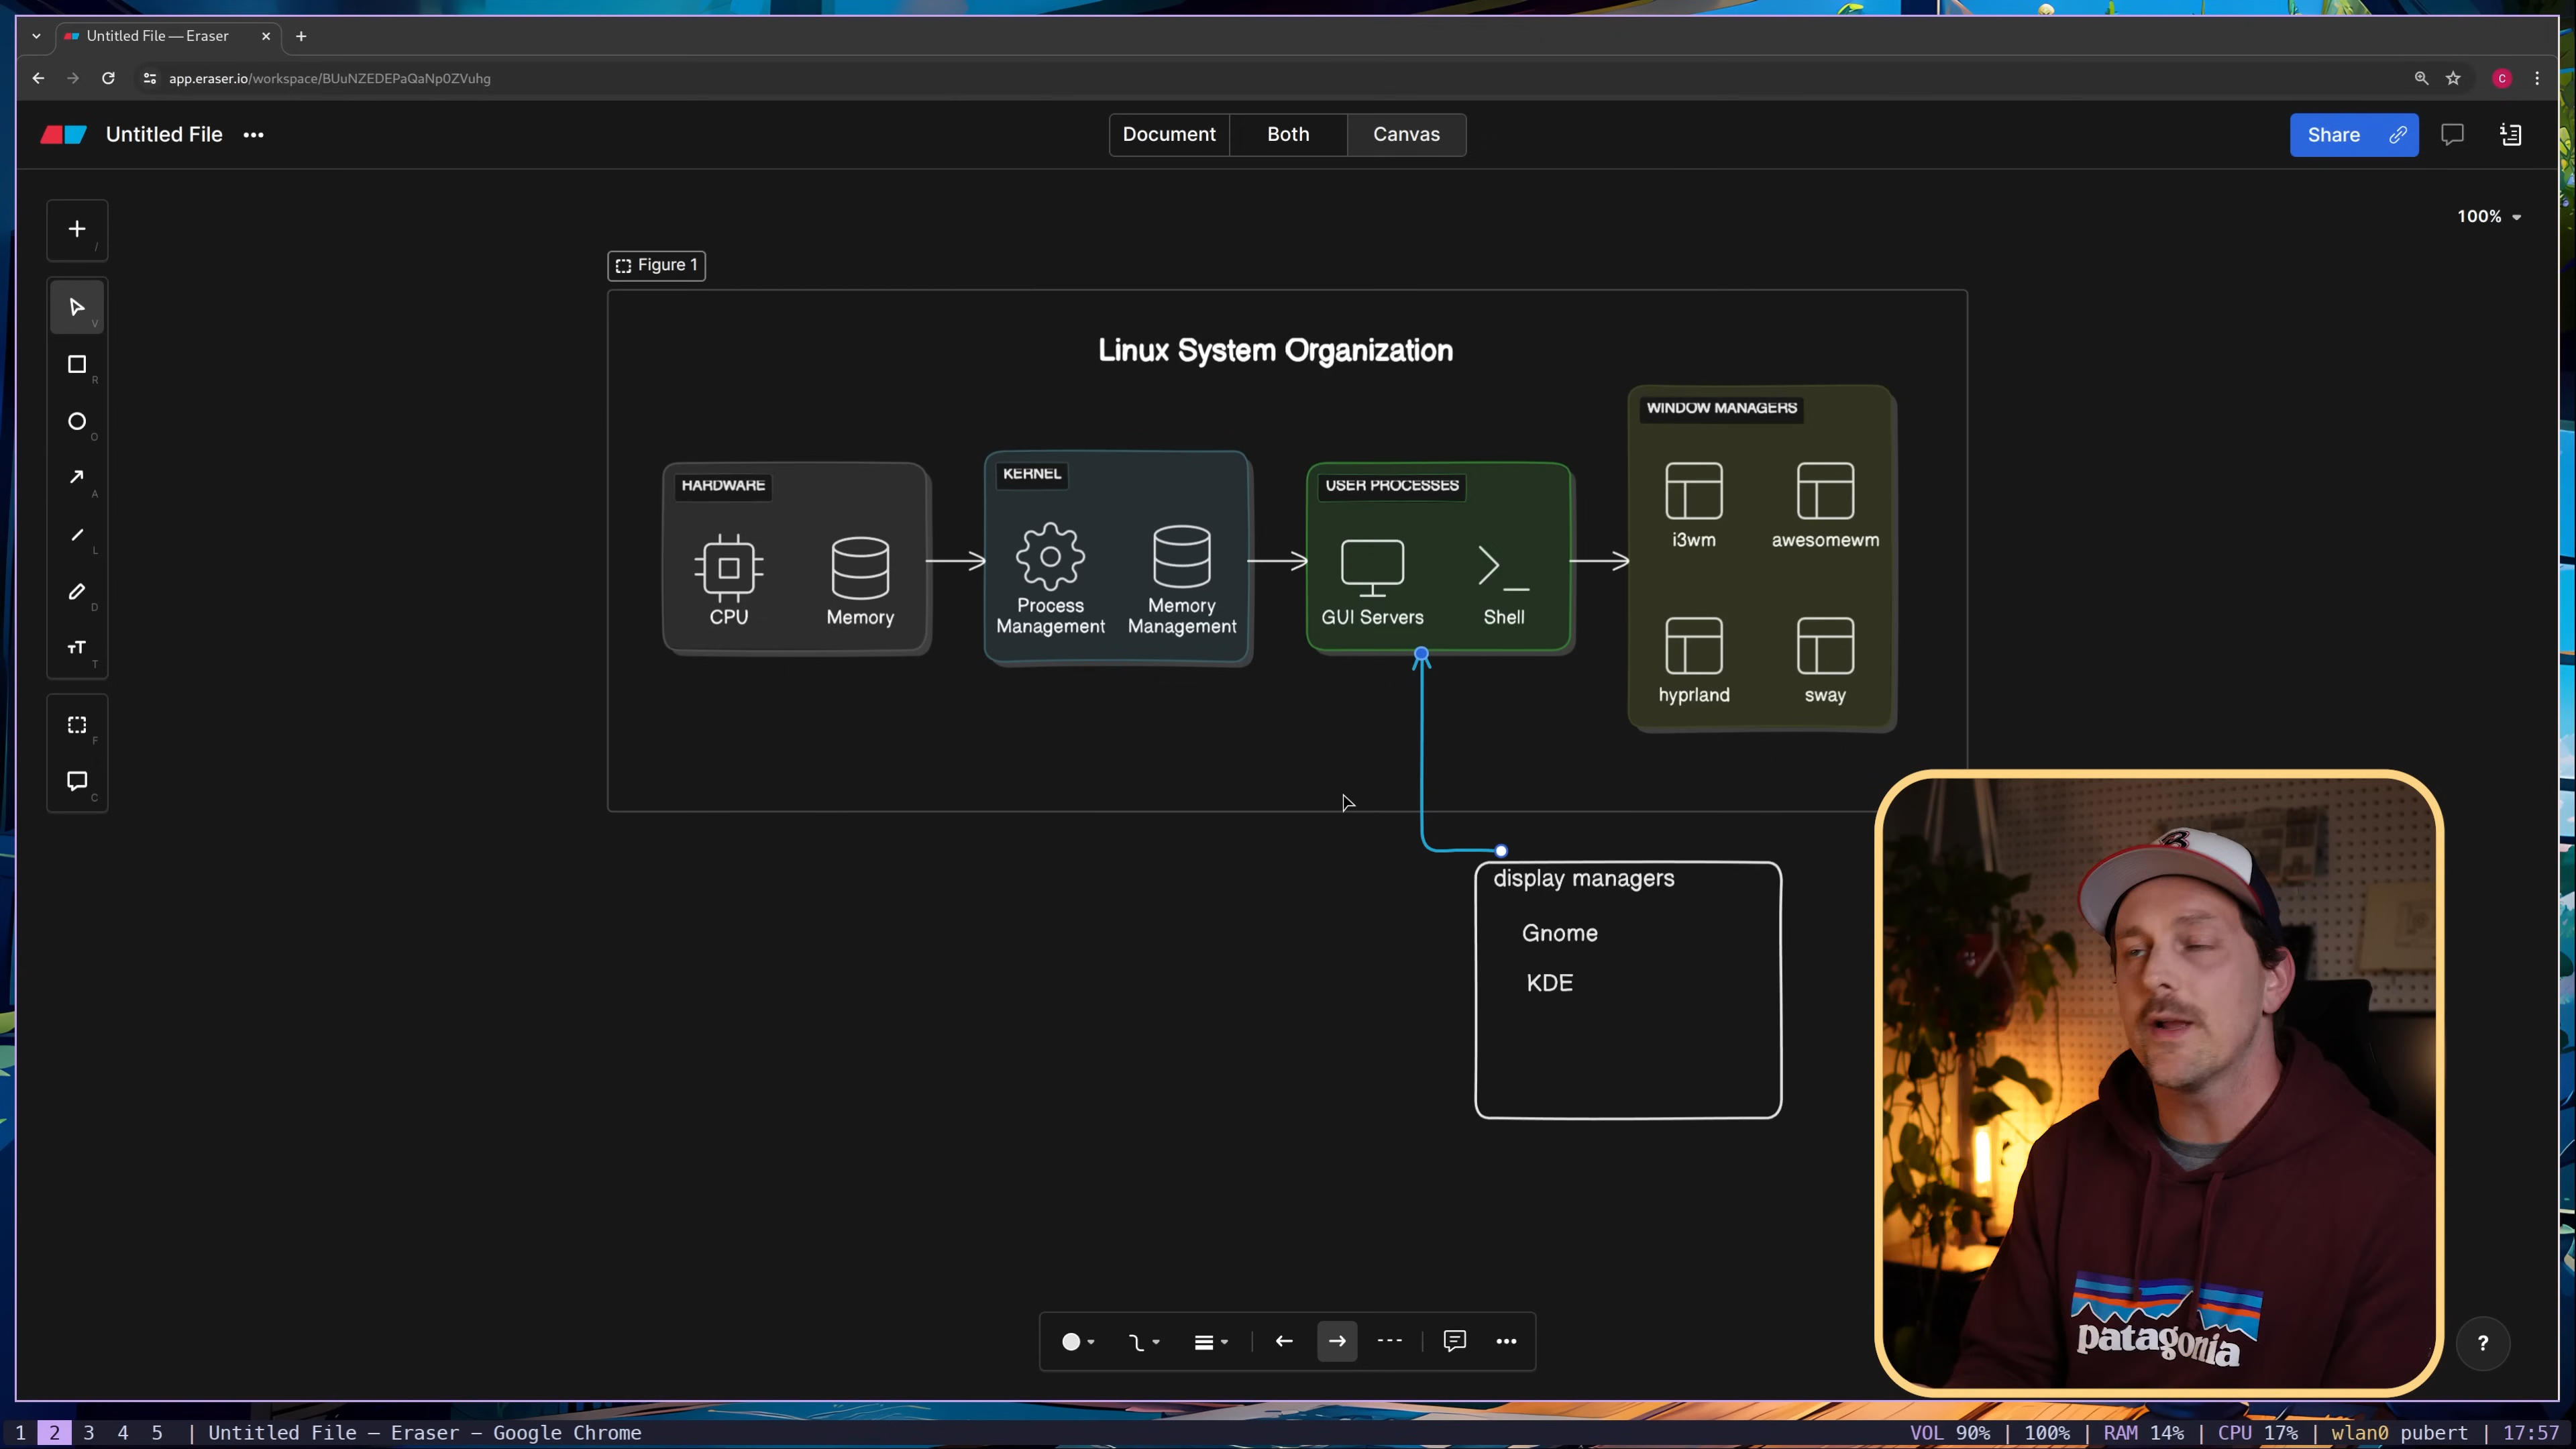 Untitled File — Eraser
app.eraser.io/workspace/BUuNZEDEPaQaNp0ZVuhg
C
Untitled File
Document
Both
Canvas
Share
100%
/
V
R
O
A
L
D
T
F
C
Figure 1
Linux System Organization
HARDWARE
CPU
Memory
KERNEL
Process
Management
Memory
Management
USER PROCESSES
GUI Servers
Shell
WINDOW MANAGERS
i3wm
awesomewm
hyprland
sway
display managers
Gnome
KDE
patagonia
?
1 2 3 4 5 | Untitled File – Eraser – Google Chrome
VOL 90% | 100% | RAM 14% | CPU 17% | wlan0 pubert | 17:57